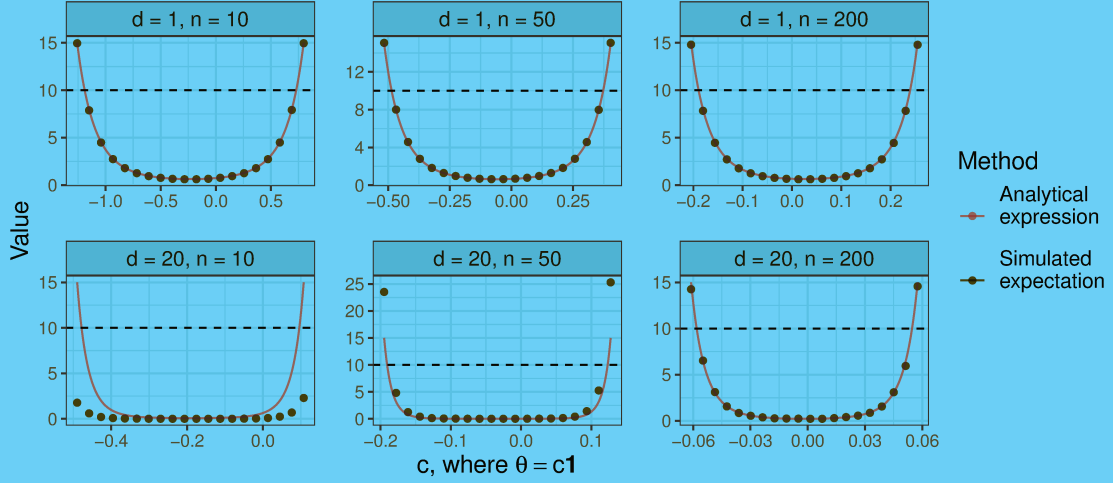 d = 1, n = 10
d = 1, n = 50
d = 1, n = 200
15
10
5
0
−1.0 −0.5 0.0 0.5
12
8
4
0
−0.50 −0.25 0.00 0.25
15
10
5
0
−0.2 −0.1 0.0 0.1 0.2
d = 20, n = 10
d = 20, n = 50
d = 20, n = 200
15
10
5
0
−0.4 −0.2 0.0
25
20
15
10
5
0
−0.2 −0.1 0.0 0.1
15
10
5
0
−0.06 −0.03 0.00 0.03 0.06
Value
c, where θ = c1
Method
Analytical
expression
Simulated
expectation